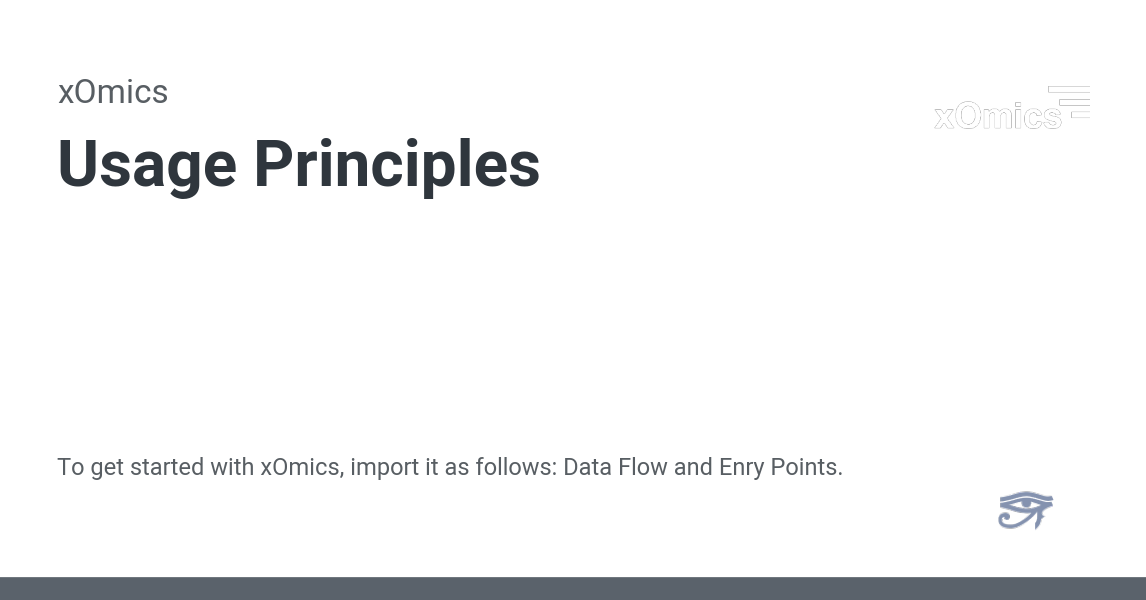 xOmics
xOmics
Usage Principles
To get started with xOmics, import it as follows: Data Flow and Enry Points.